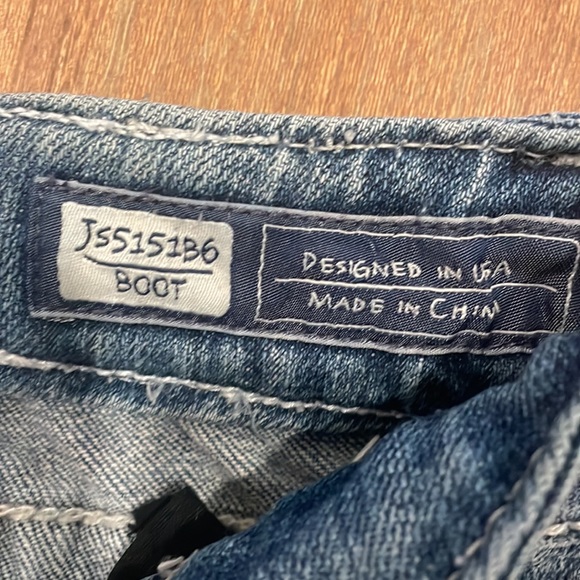 Js5151B6
BOOT
DESIGNED IN USA
MADE IN CHIN